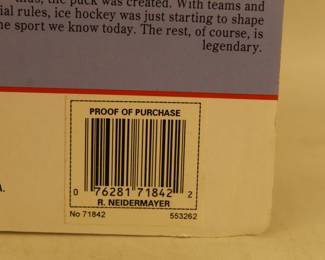 the puck was created. With teams and
ial rules, ice hockey was just starting to shape
he sport we know today. The rest, of course, is
legendary.
PROOF OF PURCHASE
0 76281 71842 2
R. NEIDERMAYER
No 71842 553262
A.